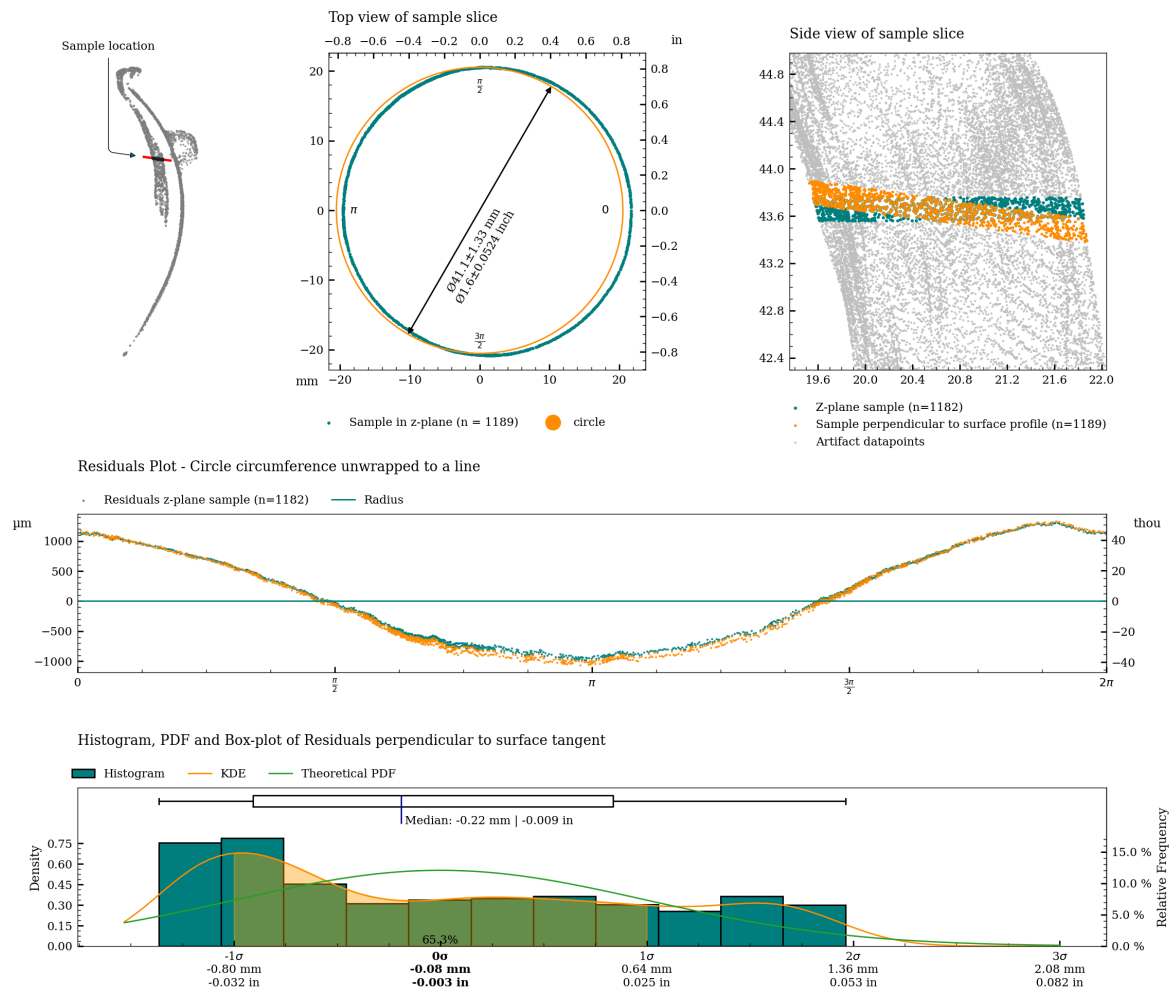 Sample location
Top view of sample slice
−0.8 −0.6 −0.4 −0.2 0.0 0.2 0.4 0.6 0.8 in
20
10
0
−10
−20
0.8
0.6
0.4
0.2
0.0
−0.2
−0.4
−0.6
−0.8
π/2
π
0
3π/2
Ø41.1±1.33 mm
Ø1.6±0.0524 inch
mm −20 −10 0 10 20
Sample in z-plane (n = 1189) circle
Side view of sample slice
44.8
44.4
44.0
43.6
43.2
42.8
42.4
19.6 20.0 20.4 20.8 21.2 21.6 22.0
Z-plane sample (n=1182)
Sample perpendicular to surface profile (n=1189)
Artifact datapoints
Residuals Plot - Circle circumference unwrapped to a line
Residuals z-plane sample (n=1182) Radius
µm
1000
500
0
−500
−1000
thou
40
20
0
−20
−40
0 π/2 π 3π/2 2π
Histogram, PDF and Box-plot of Residuals perpendicular to surface tangent
Histogram KDE Theoretical PDF
Median: -0.22 mm | -0.009 in
Density
0.75
0.60
0.45
0.30
0.15
0.00
Relative Frequency
15.0 %
10.0 %
5.0 %
0.0 %
65.3%
-1σ 0σ 1σ 2σ 3σ
-0.80 mm -0.08 mm 0.64 mm 1.36 mm 2.08 mm
-0.032 in -0.003 in 0.025 in 0.053 in 0.082 in